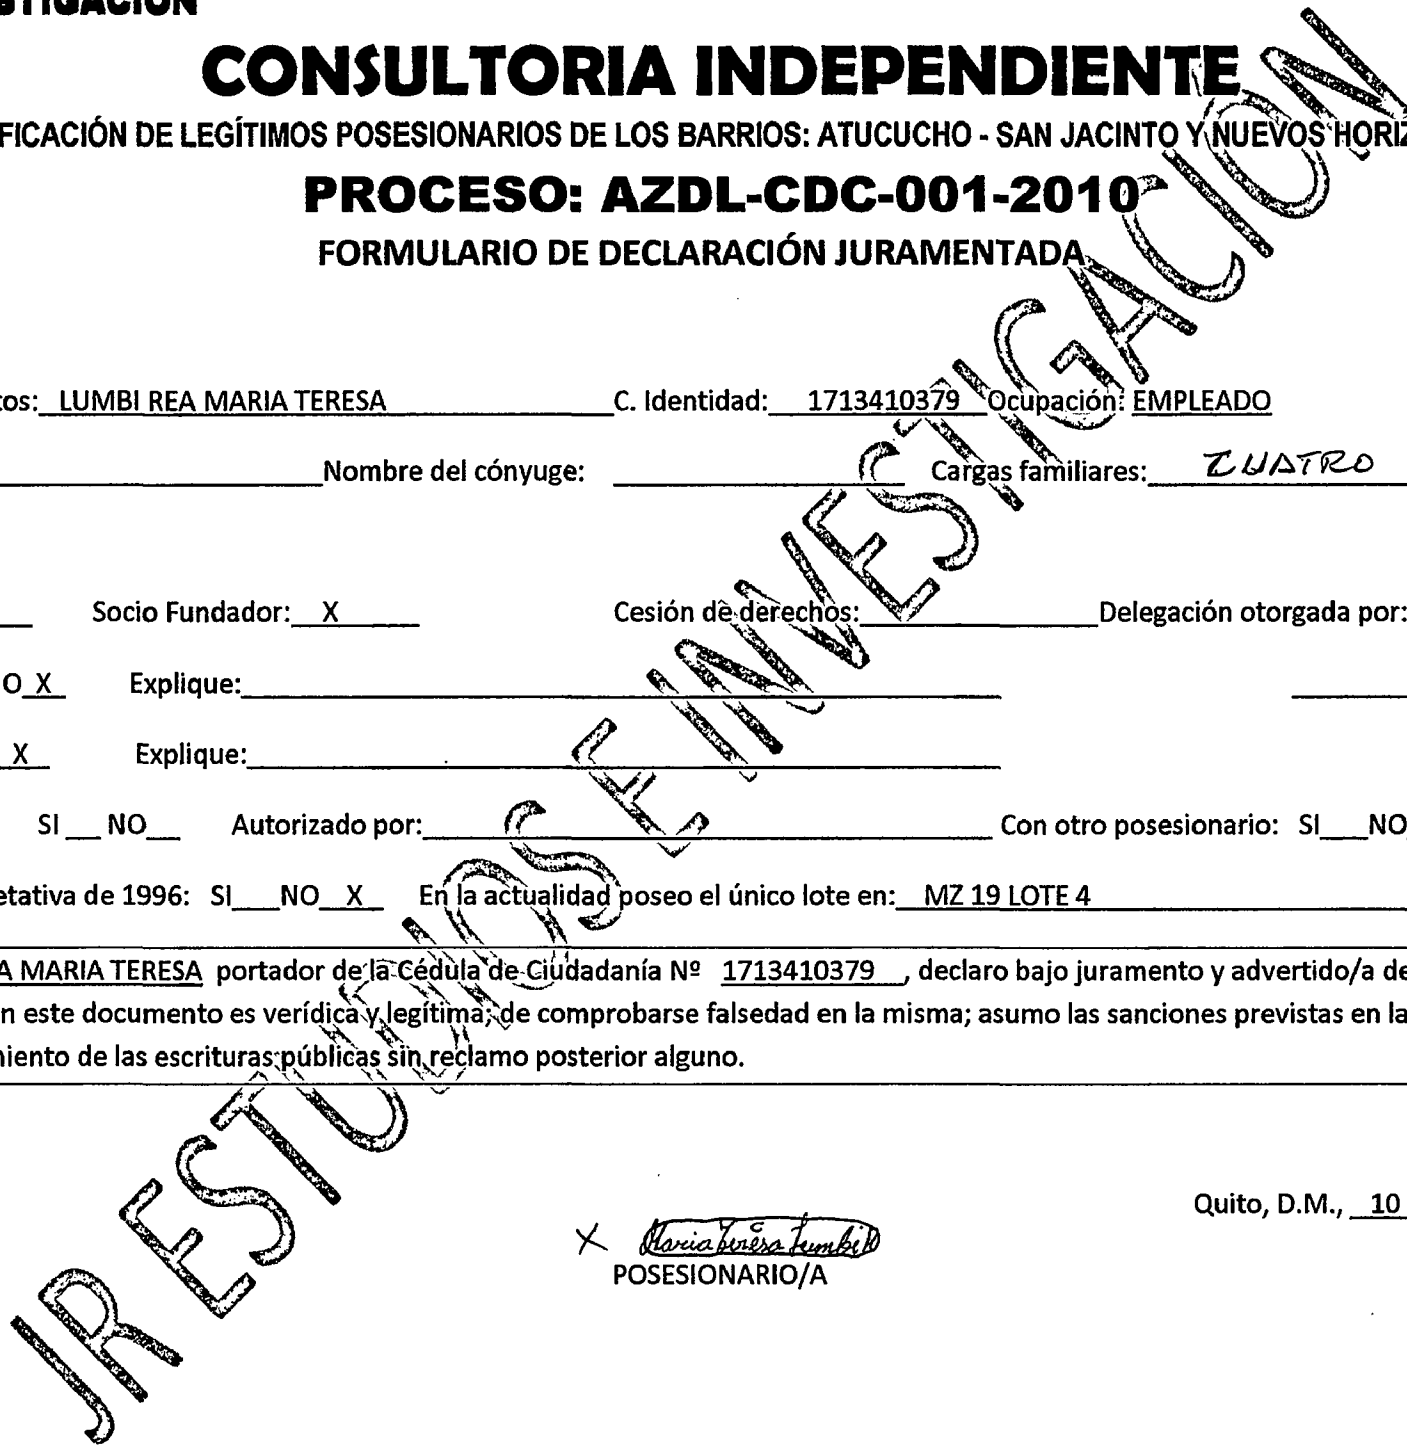 STIGACIÓN
CONSULTORIA INDEPENDIENTE
FICACIÓN DE LEGÍTIMOS POSESIONARIOS DE LOS BARRIOS: ATUCUCHO - SAN JACINTO Y NUEVOS HORIZ
PROCESO: AZDL-CDC-001-2010
FORMULARIO DE DECLARACIÓN JURAMENTADA
tos: LUMBI REA MARIA TERESA C. Identidad: 1713410379 Ocupación: EMPLEADO
Nombre del cónyuge: Cargas familiares: CUATRO
Socio Fundador: X Cesión de derechos: Delegación otorgada por:
O X Explique:
X Explique:
SI NO Autorizado por: Con otro posesionario: SI NO
etativa de 1996: SI NO X En la actualidad poseo el único lote en: MZ 19 LOTE 4
A MARIA TERESA portador de la Cédula de Ciudadanía Nº 1713410379 , declaro bajo juramento y advertido/a de
n este documento es verídica y legítima; de comprobarse falsedad en la misma; asumo las sanciones previstas en la
miento de las escrituras públicas sin reclamo posterior alguno.
Quito, D.M., 10
X Maria Teresa Lumbi R
POSESIONARIO/A
JR ESTUDIOS E INVESTIGACION